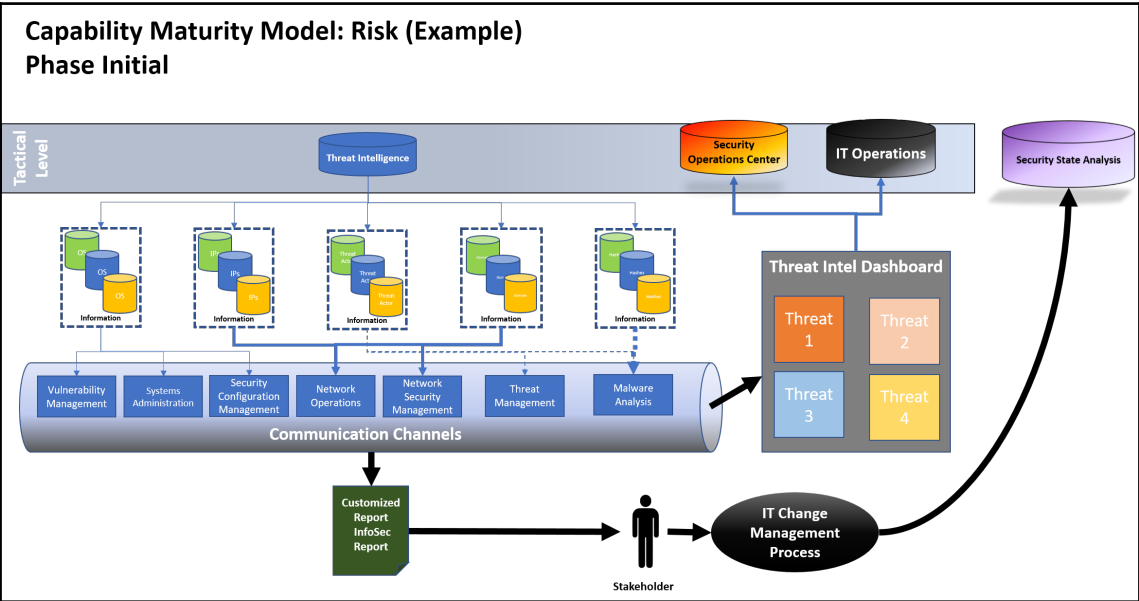 Capability Maturity Model: Risk (Example)
Phase Initial
Tactical
Level
Threat Intelligence
Security
Operations Center
IT Operations
Security State Analysis
OS
OS
OS
Information
IPs
IPs
IPs
Information
Threat
Actor
Threat
Actor
Threat
Actor
Information
Information
Hashes
Information
Threat Intel Dashboard
Threat
1
Threat
2
Threat
3
Threat
4
Vulnerability
Management
Systems
Administration
Security
Configuration
Management
Network
Operations
Network
Security
Management
Threat
Management
Malware
Analysis
Communication Channels
Customized
Report
InfoSec
Report
Stakeholder
IT Change
Management
Process